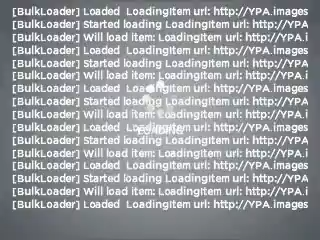 [BulkLoader] Loaded  LoadingItem url: http://YPA.images
[BulkLoader] Started loading LoadingItem url: http://YPA
[BulkLoader] Will load item: LoadingItem url: http://YPA.i
[BulkLoader] Loaded  LoadingItem url: http://YPA.images
[BulkLoader] Started loading LoadingItem url: http://YPA
[BulkLoader] Will load item: LoadingItem url: http://YPA.i
[BulkLoader] Loaded  LoadingItem url: http://YPA.images
[BulkLoader] Started loading LoadingItem url: http://YPA
[BulkLoader] Will load item: LoadingItem url: http://YPA.i
[BulkLoader] Loaded  LoadingItem url: http://YPA.images
[BulkLoader] Started loading LoadingItem url: http://YPA
[BulkLoader] Will load item: LoadingItem url: http://YPA.i
[BulkLoader] Loaded  LoadingItem url: http://YPA.images
[BulkLoader] Started loading LoadingItem url: http://YPA
[BulkLoader] Will load item: LoadingItem url: http://YPA.i
[BulkLoader] Loaded  LoadingItem url: http://YPA.images